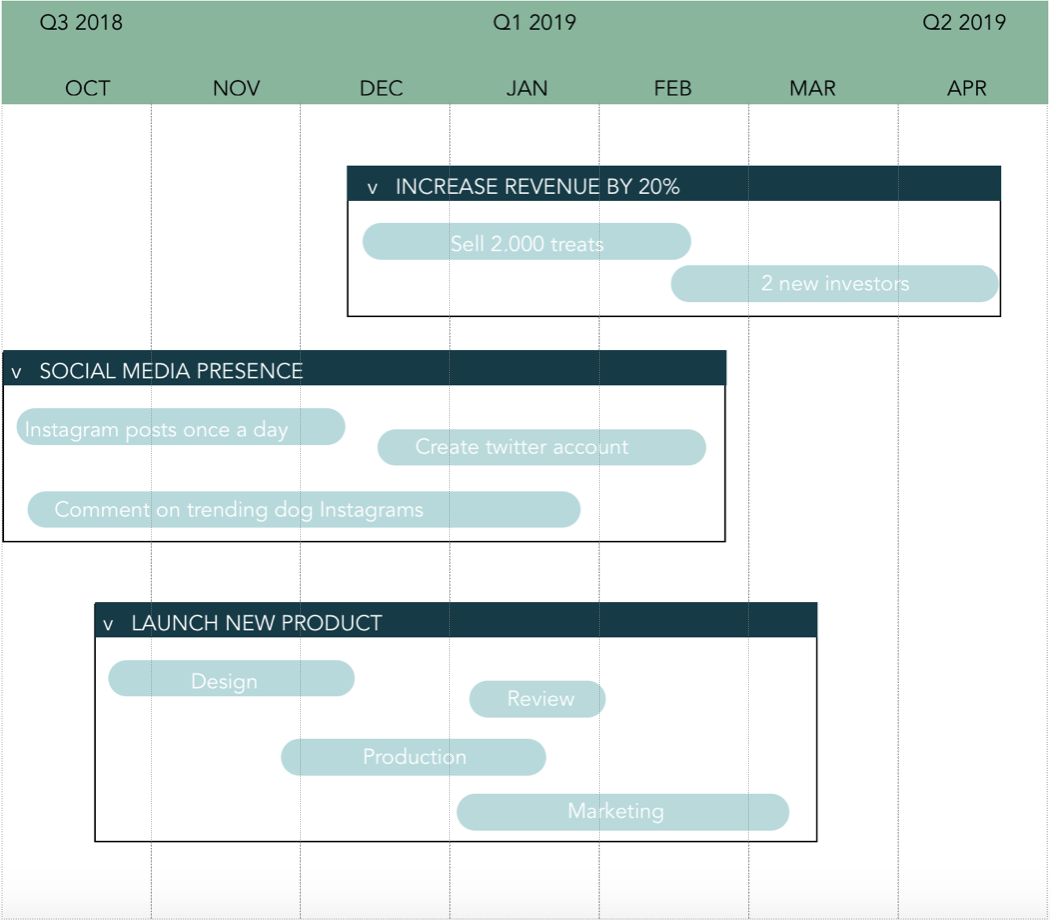 Q3 2018 Q1 2019 Q2 2019
OCT NOV DEC JAN FEB MAR APR
v INCREASE REVENUE BY 20%
Sell 2.000 treats
2 new investors
v SOCIAL MEDIA PRESENCE
Instagram posts once a day
Create twitter account
Comment on trending dog Instagrams
v LAUNCH NEW PRODUCT
Design
Review
Production
Marketing